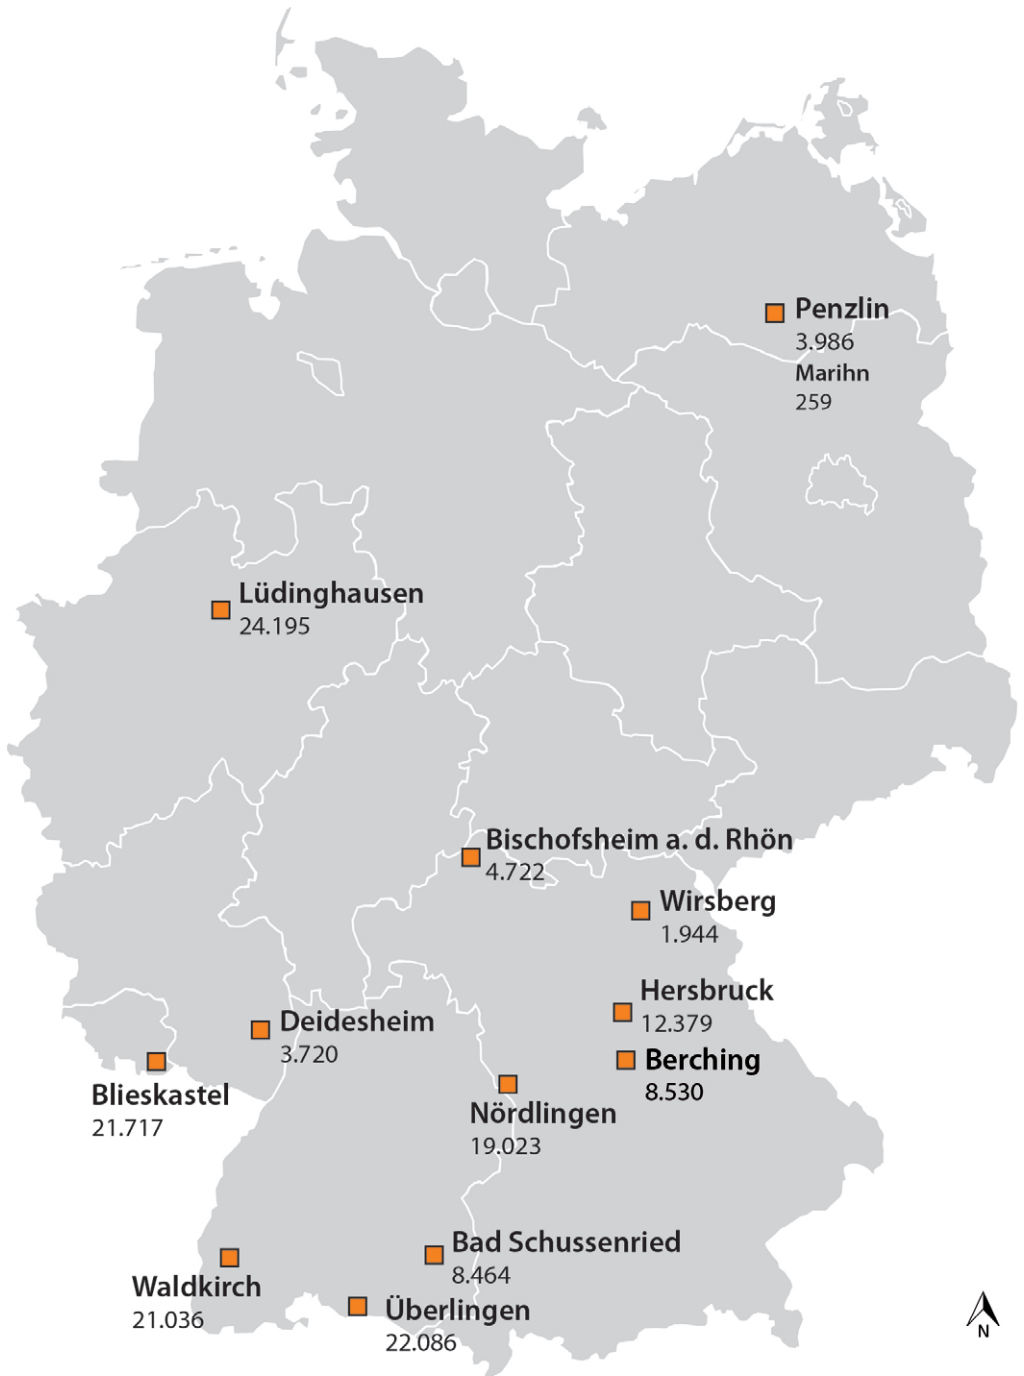 Penzlin
3.986
Marihn
259
Lüdinghausen
24.195
Bischofsheim a. d. Rhön
4.722
Wirsberg
1.944
Hersbruck
12.379
Deidesheim
3.720
Berching
8.530
Blieskastel
21.717
Nördlingen
19.023
Bad Schussenried
8.464
Waldkirch
21.036
Überlingen
22.086
N